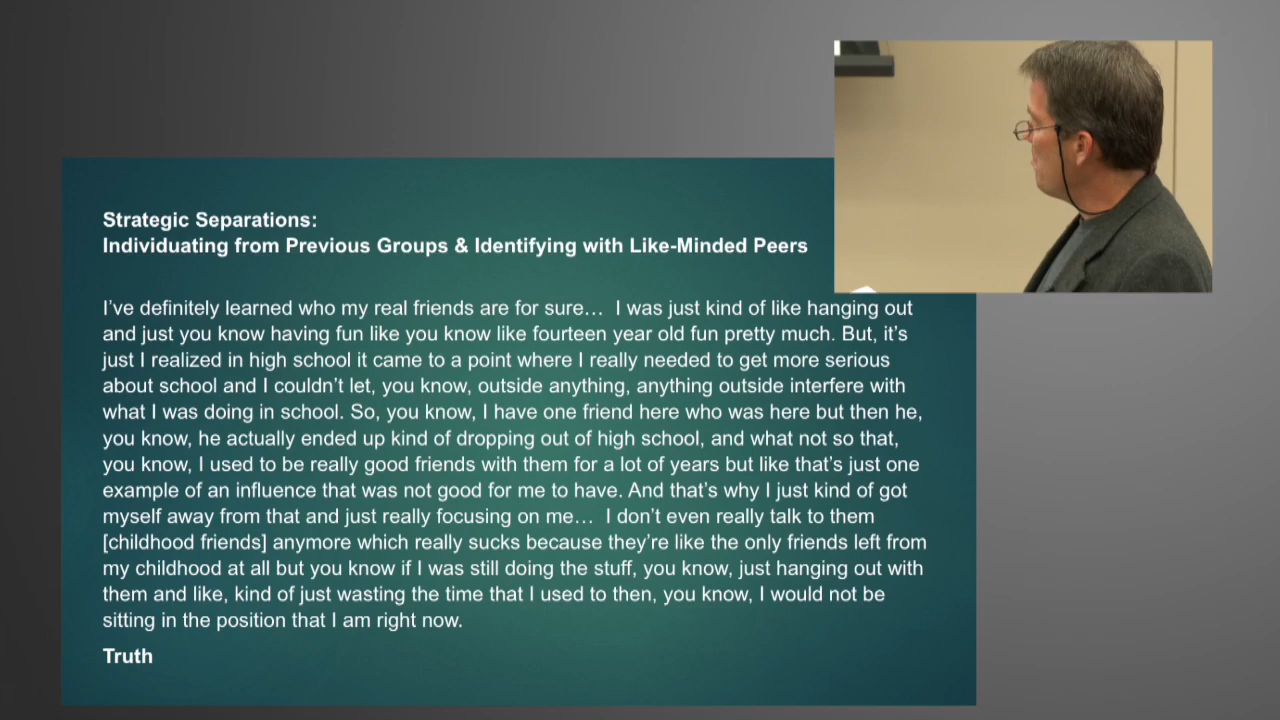 Strategic Separations:
Individuating from Previous Groups & Identifying with Like-Minded Peers
I’ve definitely learned who my real friends are for sure… I was just kind of like hanging out
and just you know having fun like you know like fourteen year old fun pretty much. But, it’s
just I realized in high school it came to a point where I really needed to get more serious
about school and I couldn’t let, you know, outside anything, anything outside interfere with
what I was doing in school. So, you know, I have one friend here who was here but then he,
you know, he actually ended up kind of dropping out of high school, and what not so that,
you know, I used to be really good friends with them for a lot of years but like that’s just one
example of an influence that was not good for me to have. And that’s why I just kind of got
myself away from that and just really focusing on me… I don’t even really talk to them
[childhood friends] anymore which really sucks because they’re like the only friends left from
my childhood at all but you know if I was still doing the stuff, you know, just hanging out with
them and like, kind of just wasting the time that I used to then, you know, I would not be
sitting in the position that I am right now.
Truth